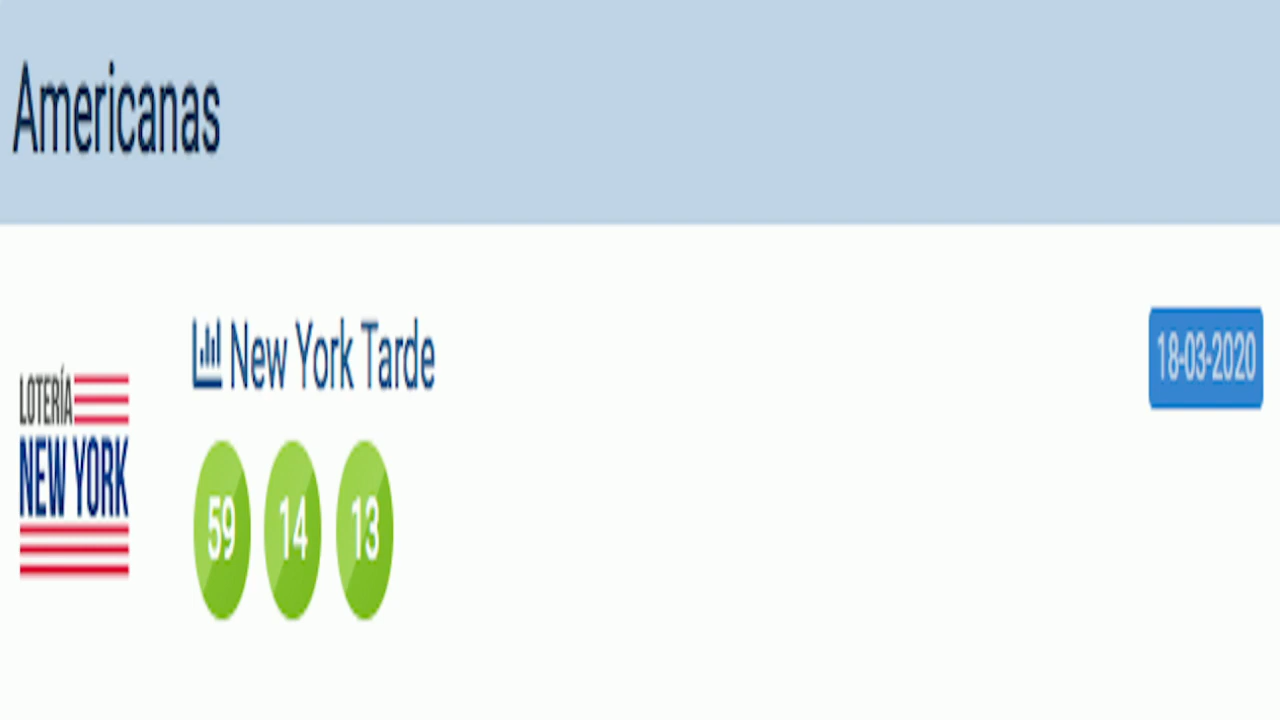 Americanas
New York Tarde
18-03-2020
LOTERÍA
NEW YORK
59 14 13